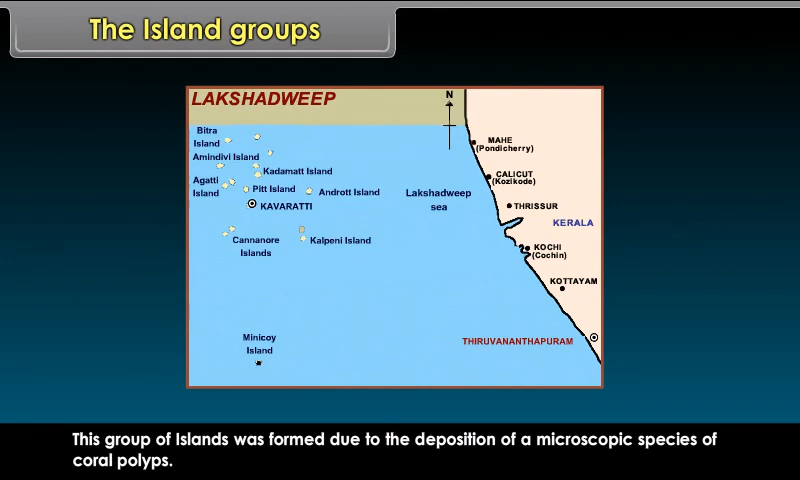 The Island groups
LAKSHADWEEP
N
Bitra
Island
Amindivi Island
Kadamatt Island
Agatti
Island
Pitt Island
Andrott Island
KAVARATTI
Cannanore
Islands
Kalpeni Island
Minicoy
Island
Lakshadweep
sea
MAHE
(Pondicherry)
CALICUT
(Kozikode)
THRISSUR
KERALA
KOCHI
(Cochin)
KOTTAYAM
THIRUVANANTHAPURAM
This group of Islands was formed due to the deposition of a microscopic species of
coral polyps.